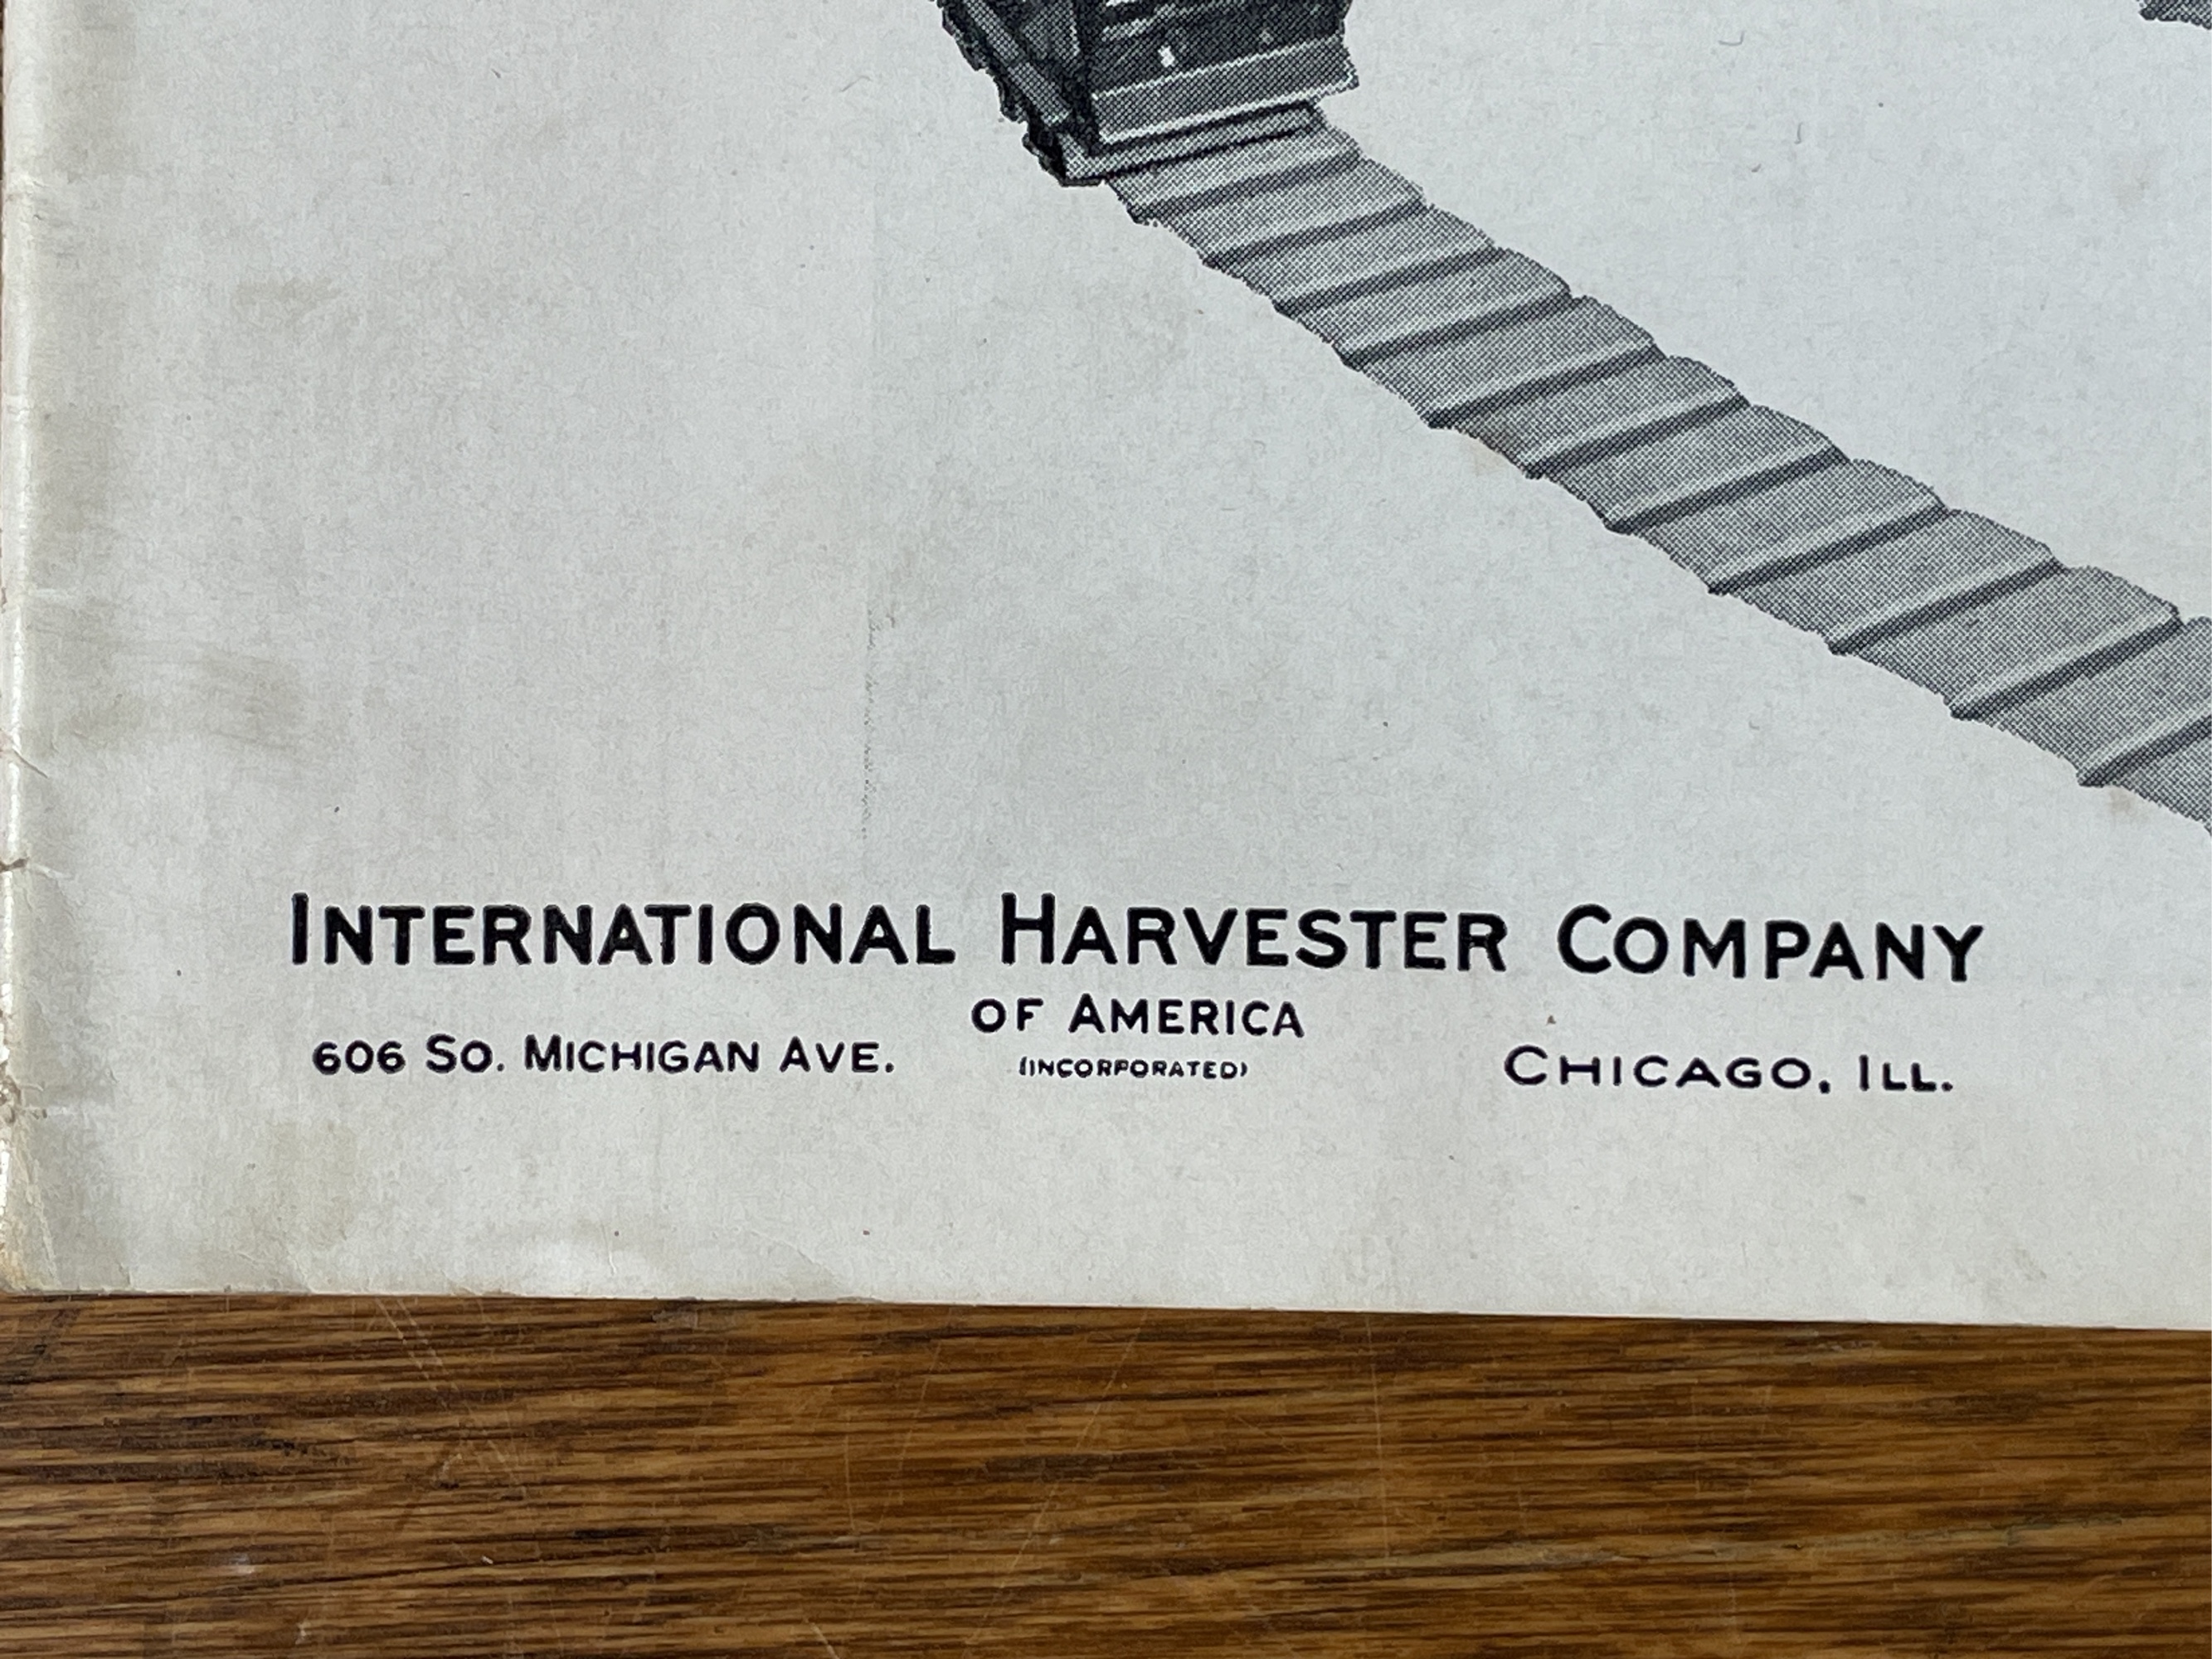 INTERNATIONAL HARVESTER COMPANY
OF AMERICA
606 SO. MICHIGAN AVE. (INCORPORATED) CHICAGO, ILL.